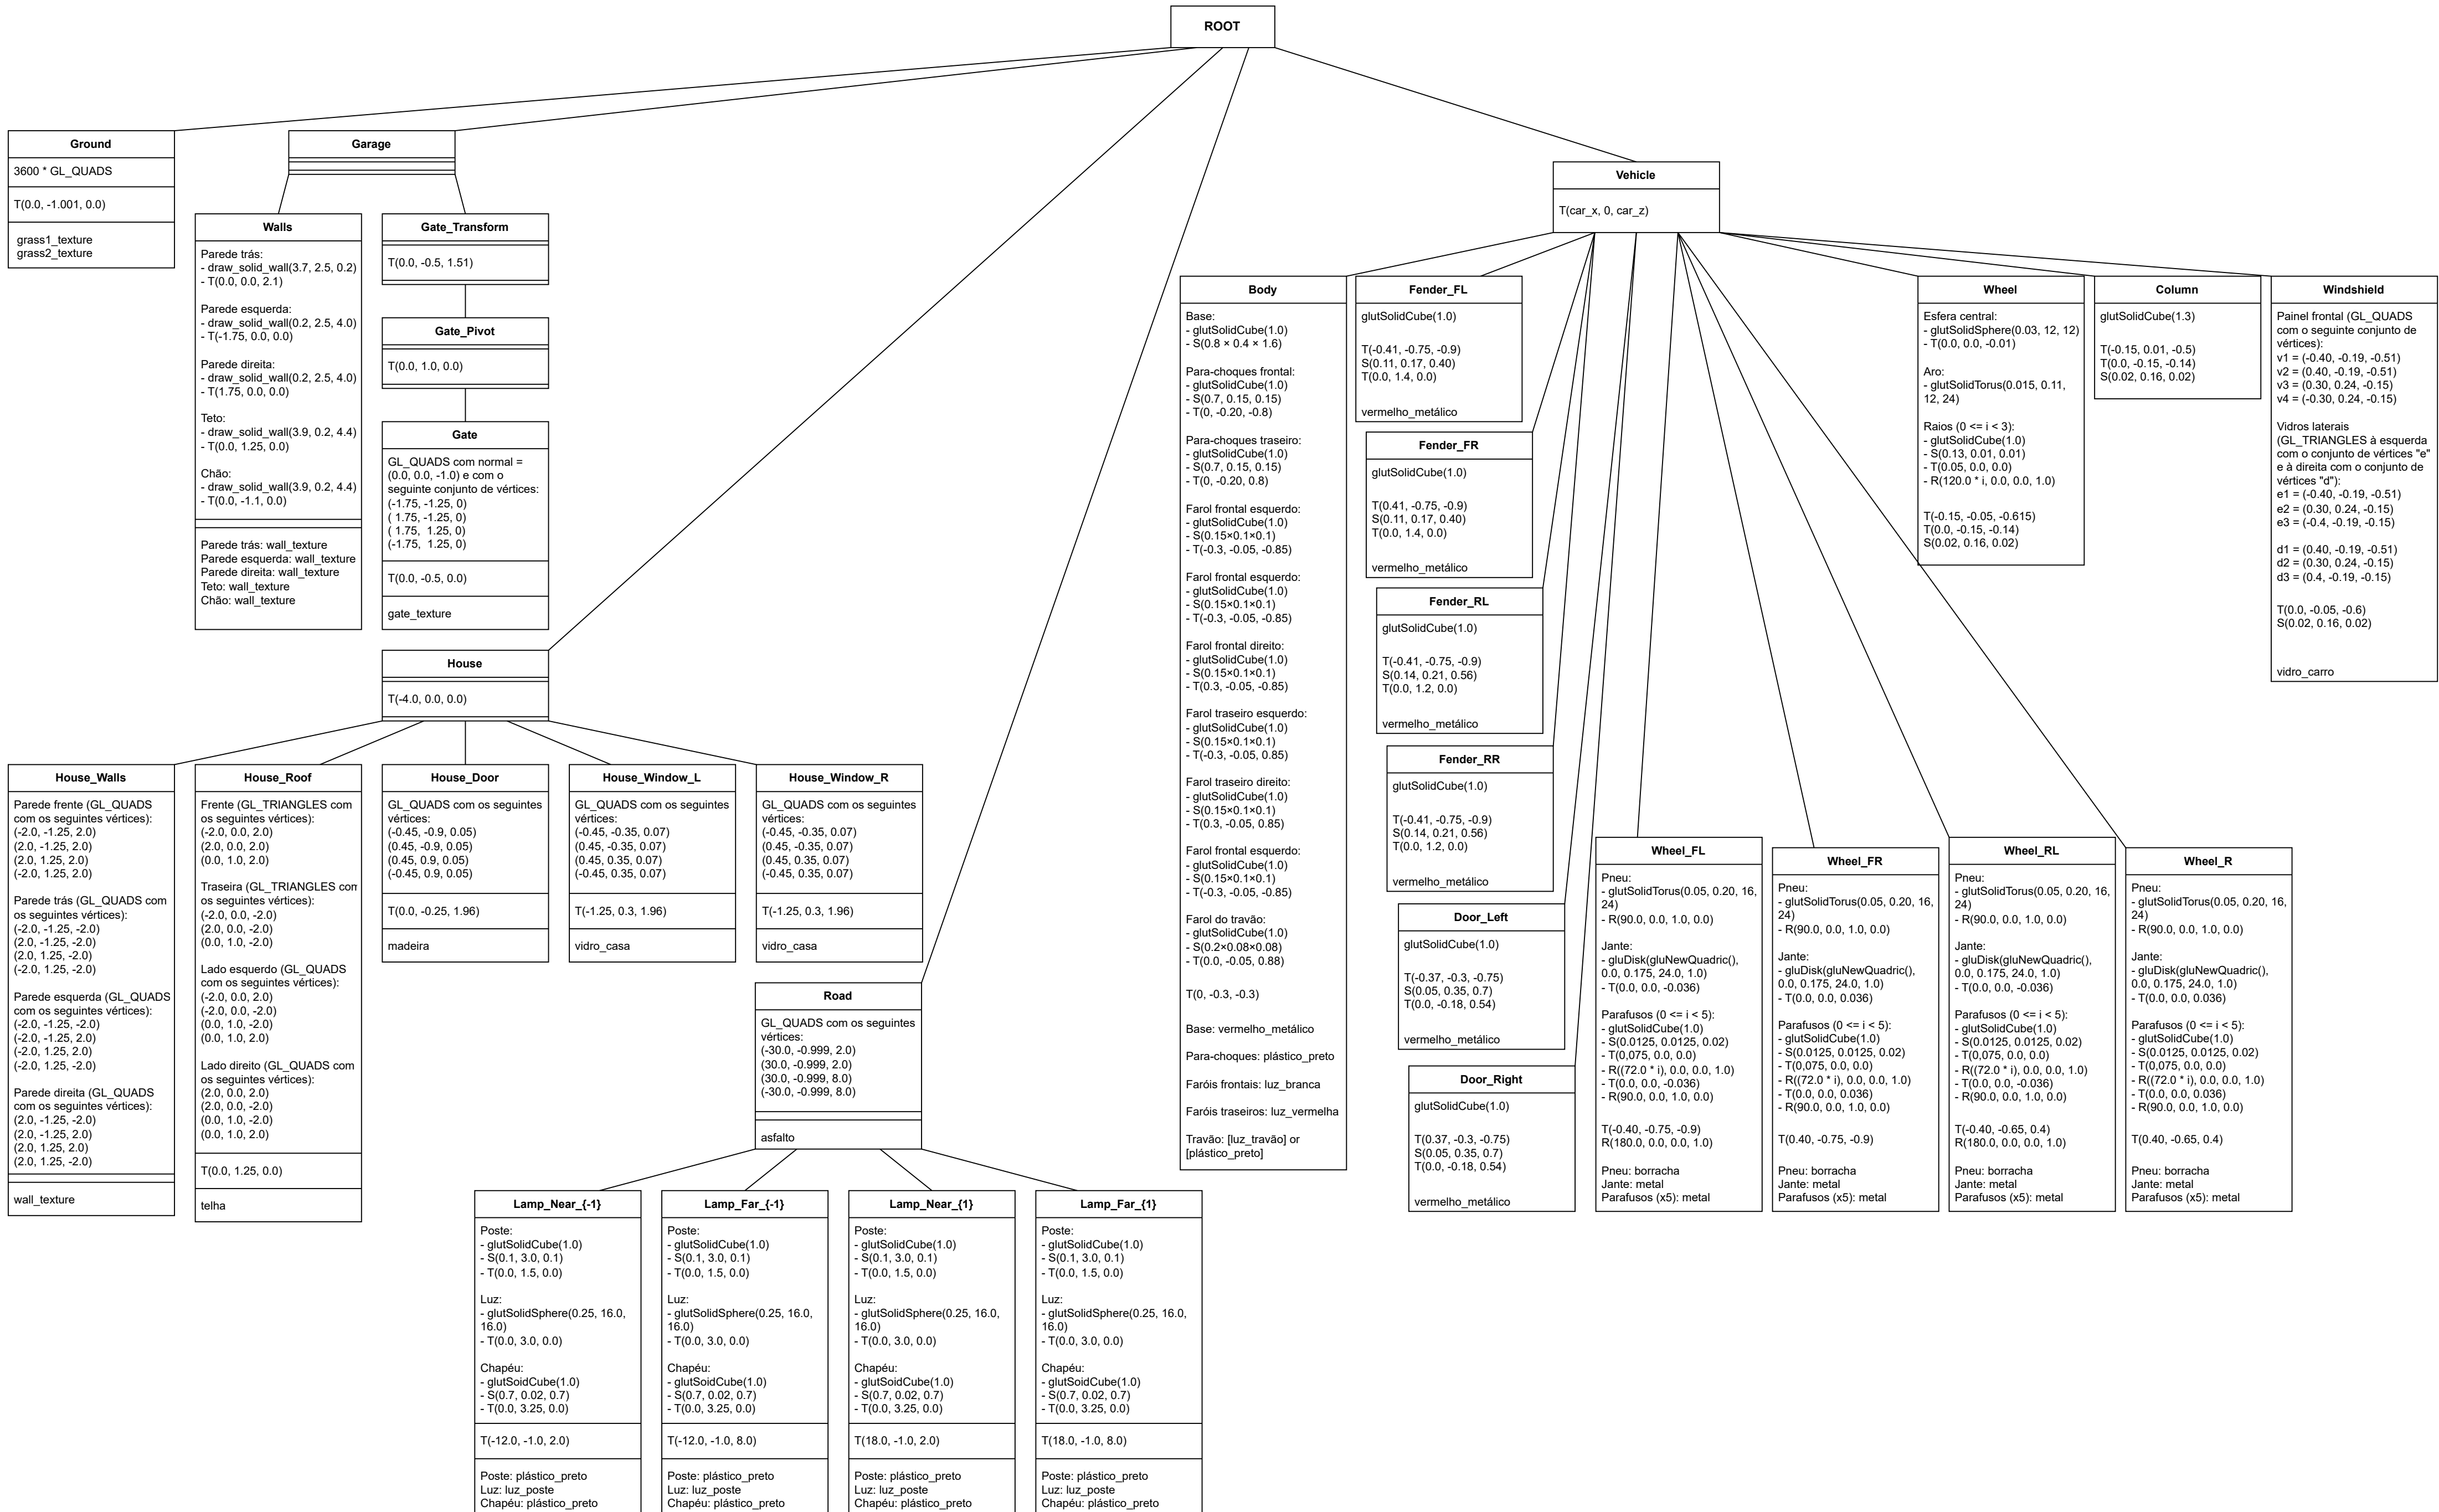 ROOT
Ground
3600 * GL_QUADS
T(0.0, -1.001, 0.0)
grass1_texture
grass2_texture
Garage
Walls
Parede trás:
- draw_solid_wall(3.7, 2.5, 0.2)
- T(0.0, 0.0, 2.1)
Parede esquerda:
- draw_solid_wall(0.2, 2.5, 4.0)
- T(-1.75, 0.0, 0.0)
Parede direita:
- draw_solid_wall(0.2, 2.5, 4.0)
- T(1.75, 0.0, 0.0)
Teto:
- draw_solid_wall(3.9, 0.2, 4.4)
- T(0.0, 1.25, 0.0)
Chão:
- draw_solid_wall(3.9, 0.2, 4.4)
- T(0.0, -1.1, 0.0)
Parede trás: wall_texture
Parede esquerda: wall_texture
Parede direita: wall_texture
Teto: wall_texture
Chão: wall_texture
Gate_Transform
T(0.0, -0.5, 1.51)
Gate_Pivot
T(0.0, 1.0, 0.0)
Gate
GL_QUADS com normal =
(0.0, 0.0, -1.0) e com o
seguinte conjunto de vértices:
(-1.75, -1.25, 0)
( 1.75, -1.25, 0)
( 1.75,  1.25, 0)
(-1.75,  1.25, 0)
T(0.0, -0.5, 0.0)
gate_texture
House
T(-4.0, 0.0, 0.0)
House_Walls
Parede frente (GL_QUADS
com os seguintes vértices):
(-2.0, -1.25, 2.0)
(2.0, -1.25, 2.0)
(2.0, 1.25, 2.0)
(-2.0, 1.25, 2.0)
Parede trás (GL_QUADS com
os seguintes vértices):
(-2.0, -1.25, -2.0)
(2.0, -1.25, -2.0)
(2.0, 1.25, -2.0)
(-2.0, 1.25, -2.0)
Parede esquerda (GL_QUADS
com os seguintes vértices):
(-2.0, -1.25, -2.0)
(-2.0, -1.25, 2.0)
(-2.0, 1.25, 2.0)
(-2.0, 1.25, -2.0)
Parede direita (GL_QUADS
com os seguintes vértices):
(2.0, -1.25, -2.0)
(2.0, -1.25, 2.0)
(2.0, 1.25, 2.0)
(2.0, 1.25, -2.0)
wall_texture
House_Roof
Frente (GL_TRIANGLES com
os seguintes vértices):
(-2.0, 0.0, 2.0)
(2.0, 0.0, 2.0)
(0.0, 1.0, 2.0)
Traseira (GL_TRIANGLES com
os seguintes vértices):
(-2.0, 0.0, -2.0)
(2.0, 0.0, -2.0)
(0.0, 1.0, -2.0)
Lado esquerdo (GL_QUADS
com os seguintes vértices):
(-2.0, 0.0, 2.0)
(-2.0, 0.0, -2.0)
(0.0, 1.0, -2.0)
(0.0, 1.0, 2.0)
Lado direito (GL_QUADS com
os seguintes vértices):
(2.0, 0.0, 2.0)
(2.0, 0.0, -2.0)
(0.0, 1.0, -2.0)
(0.0, 1.0, 2.0)
T(0.0, 1.25, 0.0)
telha
House_Door
GL_QUADS com os seguintes
vértices:
(-0.45, -0.9, 0.05)
(0.45, -0.9, 0.05)
(0.45, 0.9, 0.05)
(-0.45, 0.9, 0.05)
T(0.0, -0.25, 1.96)
madeira
House_Window_L
GL_QUADS com os seguintes
vértices:
(-0.45, -0.35, 0.07)
(0.45, -0.35, 0.07)
(0.45, 0.35, 0.07)
(-0.45, 0.35, 0.07)
T(-1.25, 0.3, 1.96)
vidro_casa
House_Window_R
GL_QUADS com os seguintes
vértices:
(-0.45, -0.35, 0.07)
(0.45, -0.35, 0.07)
(0.45, 0.35, 0.07)
(-0.45, 0.35, 0.07)
T(-1.25, 0.3, 1.96)
vidro_casa
Road
GL_QUADS com os seguintes
vértices:
(-30.0, -0.999, 2.0)
(30.0, -0.999, 2.0)
(30.0, -0.999, 8.0)
(-30.0, -0.999, 8.0)
asfalto
Lamp_Near_{-1}
Poste:
- glutSolidCube(1.0)
- S(0.1, 3.0, 0.1)
- T(0.0, 1.5, 0.0)
Luz:
- glutSolidSphere(0.25, 16.0,
16.0)
- T(0.0, 3.0, 0.0)
Chapéu:
- glutSoidCube(1.0)
- S(0.7, 0.02, 0.7)
- T(0.0, 3.25, 0.0)
T(-12.0, -1.0, 2.0)
Poste: plástico_preto
Luz: luz_poste
Chapéu: plástico_preto
Lamp_Far_{-1}
Poste:
- glutSolidCube(1.0)
- S(0.1, 3.0, 0.1)
- T(0.0, 1.5, 0.0)
Luz:
- glutSolidSphere(0.25, 16.0,
16.0)
- T(0.0, 3.0, 0.0)
Chapéu:
- glutSoidCube(1.0)
- S(0.7, 0.02, 0.7)
- T(0.0, 3.25, 0.0)
T(-12.0, -1.0, 8.0)
Poste: plástico_preto
Luz: luz_poste
Chapéu: plástico_preto
Lamp_Near_{1}
Poste:
- glutSolidCube(1.0)
- S(0.1, 3.0, 0.1)
- T(0.0, 1.5, 0.0)
Luz:
- glutSolidSphere(0.25, 16.0,
16.0)
- T(0.0, 3.0, 0.0)
Chapéu:
- glutSoidCube(1.0)
- S(0.7, 0.02, 0.7)
- T(0.0, 3.25, 0.0)
T(18.0, -1.0, 2.0)
Poste: plástico_preto
Luz: luz_poste
Chapéu: plástico_preto
Lamp_Far_{1}
Poste:
- glutSolidCube(1.0)
- S(0.1, 3.0, 0.1)
- T(0.0, 1.5, 0.0)
Luz:
- glutSolidSphere(0.25, 16.0,
16.0)
- T(0.0, 3.0, 0.0)
Chapéu:
- glutSoidCube(1.0)
- S(0.7, 0.02, 0.7)
- T(0.0, 3.25, 0.0)
T(18.0, -1.0, 8.0)
Poste: plástico_preto
Luz: luz_poste
Chapéu: plástico_preto
Vehicle
T(car_x, 0, car_z)
Body
Base:
- glutSolidCube(1.0)
- S(0.8 × 0.4 × 1.6)
Para-choques frontal:
- glutSolidCube(1.0)
- S(0.7, 0.15, 0.15)
- T(0, -0.20, -0.8)
Para-choques traseiro:
- glutSolidCube(1.0)
- S(0.7, 0.15, 0.15)
- T(0, -0.20, 0.8)
Farol frontal esquerdo:
- glutSolidCube(1.0)
- S(0.15×0.1×0.1)
- T(-0.3, -0.05, -0.85)
Farol frontal esquerdo:
- glutSolidCube(1.0)
- S(0.15×0.1×0.1)
- T(-0.3, -0.05, -0.85)
Farol frontal direito:
- glutSolidCube(1.0)
- S(0.15×0.1×0.1)
- T(0.3, -0.05, -0.85)
Farol traseiro esquerdo:
- glutSolidCube(1.0)
- S(0.15×0.1×0.1)
- T(-0.3, -0.05, 0.85)
Farol traseiro direito:
- glutSolidCube(1.0)
- S(0.15×0.1×0.1)
- T(0.3, -0.05, 0.85)
Farol frontal esquerdo:
- glutSolidCube(1.0)
- S(0.15×0.1×0.1)
- T(-0.3, -0.05, -0.85)
Farol do travão:
- glutSolidCube(1.0)
- S(0.2×0.08×0.08)
- T(0.0, -0.05, 0.88)
T(0, -0.3, -0.3)
Base: vermelho_metálico
Para-choques: plástico_preto
Faróis frontais: luz_branca
Faróis traseiros: luz_vermelha
Travão: [luz_travão] or
[plástico_preto]
Fender_FL
glutSolidCube(1.0)
T(-0.41, -0.75, -0.9)
S(0.11, 0.17, 0.40)
T(0.0, 1.4, 0.0)
vermelho_metálico
Fender_FR
glutSolidCube(1.0)
T(0.41, -0.75, -0.9)
S(0.11, 0.17, 0.40)
T(0.0, 1.4, 0.0)
vermelho_metálico
Fender_RL
glutSolidCube(1.0)
T(-0.41, -0.75, -0.9)
S(0.14, 0.21, 0.56)
T(0.0, 1.2, 0.0)
vermelho_metálico
Fender_RR
glutSolidCube(1.0)
T(-0.41, -0.75, -0.9)
S(0.14, 0.21, 0.56)
T(0.0, 1.2, 0.0)
vermelho_metálico
Door_Left
glutSolidCube(1.0)
T(-0.37, -0.3, -0.75)
S(0.05, 0.35, 0.7)
T(0.0, -0.18, 0.54)
vermelho_metálico
Door_Right
glutSolidCube(1.0)
T(0.37, -0.3, -0.75)
S(0.05, 0.35, 0.7)
T(0.0, -0.18, 0.54)
vermelho_metálico
Wheel_FL
Pneu:
- glutSolidTorus(0.05, 0.20, 16,
24)
- R(90.0, 0.0, 1.0, 0.0)
Jante:
- gluDisk(gluNewQuadric(),
0.0, 0.175, 24.0, 1.0)
- T(0.0, 0.0, -0.036)
Parafusos (0 <= i < 5):
- glutSolidCube(1.0)
- S(0.0125, 0.0125, 0.02)
- T(0,075, 0.0, 0.0)
- R((72.0 * i), 0.0, 0.0, 1.0)
- T(0.0, 0.0, -0.036)
- R(90.0, 0.0, 1.0, 0.0)
T(-0.40, -0.75, -0.9)
R(180.0, 0.0, 0.0, 1.0)
Pneu: borracha
Jante: metal
Parafusos (x5): metal
Wheel_FR
Pneu:
- glutSolidTorus(0.05, 0.20, 16,
24)
- R(90.0, 0.0, 1.0, 0.0)
Jante:
- gluDisk(gluNewQuadric(),
0.0, 0.175, 24.0, 1.0)
- T(0.0, 0.0, 0.036)
Parafusos (0 <= i < 5):
- glutSolidCube(1.0)
- S(0.0125, 0.0125, 0.02)
- T(0,075, 0.0, 0.0)
- R((72.0 * i), 0.0, 0.0, 1.0)
- T(0.0, 0.0, 0.036)
- R(90.0, 0.0, 1.0, 0.0)
T(0.40, -0.75, -0.9)
Pneu: borracha
Jante: metal
Parafusos (x5): metal
Wheel_RL
Pneu:
- glutSolidTorus(0.05, 0.20, 16,
24)
- R(90.0, 0.0, 1.0, 0.0)
Jante:
- gluDisk(gluNewQuadric(),
0.0, 0.175, 24.0, 1.0)
- T(0.0, 0.0, -0.036)
Parafusos (0 <= i < 5):
- glutSolidCube(1.0)
- S(0.0125, 0.0125, 0.02)
- T(0,075, 0.0, 0.0)
- R((72.0 * i), 0.0, 0.0, 1.0)
- T(0.0, 0.0, -0.036)
- R(90.0, 0.0, 1.0, 0.0)
T(-0.40, -0.65, 0.4)
R(180.0, 0.0, 0.0, 1.0)
Pneu: borracha
Jante: metal
Parafusos (x5): metal
Wheel_R
Pneu:
- glutSolidTorus(0.05, 0.20, 16,
24)
- R(90.0, 0.0, 1.0, 0.0)
Jante:
- gluDisk(gluNewQuadric(),
0.0, 0.175, 24.0, 1.0)
- T(0.0, 0.0, 0.036)
Parafusos (0 <= i < 5):
- glutSolidCube(1.0)
- S(0.0125, 0.0125, 0.02)
- T(0,075, 0.0, 0.0)
- R((72.0 * i), 0.0, 0.0, 1.0)
- T(0.0, 0.0, 0.036)
- R(90.0, 0.0, 1.0, 0.0)
T(0.40, -0.65, 0.4)
Pneu: borracha
Jante: metal
Parafusos (x5): metal
Wheel
Esfera central:
- glutSolidSphere(0.03, 12, 12)
- T(0.0, 0.0, -0.01)
Aro:
- glutSolidTorus(0.015, 0.11,
12, 24)
Raios (0 <= i < 3):
- glutSolidCube(1.0)
- S(0.13, 0.01, 0.01)
- T(0.05, 0.0, 0.0)
- R(120.0 * i, 0.0, 0.0, 1.0)
T(-0.15, -0.05, -0.615)
T(0.0, -0.15, -0.14)
S(0.02, 0.16, 0.02)
Column
glutSolidCube(1.3)
T(-0.15, 0.01, -0.5)
T(0.0, -0.15, -0.14)
S(0.02, 0.16, 0.02)
Windshield
Painel frontal (GL_QUADS
com o seguinte conjunto de
vértices):
v1 = (-0.40, -0.19, -0.51)
v2 = (0.40, -0.19, -0.51)
v3 = (0.30, 0.24, -0.15)
v4 = (-0.30, 0.24, -0.15)
Vidros laterais
(GL_TRIANGLES à esquerda
com o conjunto de vértices "e"
e à direita com o conjunto de
vértices "d"):
e1 = (-0.40, -0.19, -0.51)
e2 = (0.30, 0.24, -0.15)
e3 = (-0.4, -0.19, -0.15)
d1 = (0.40, -0.19, -0.51)
d2 = (0.30, 0.24, -0.15)
d3 = (0.4, -0.19, -0.15)
T(0.0, -0.05, -0.6)
S(0.02, 0.16, 0.02)
vidro_carro